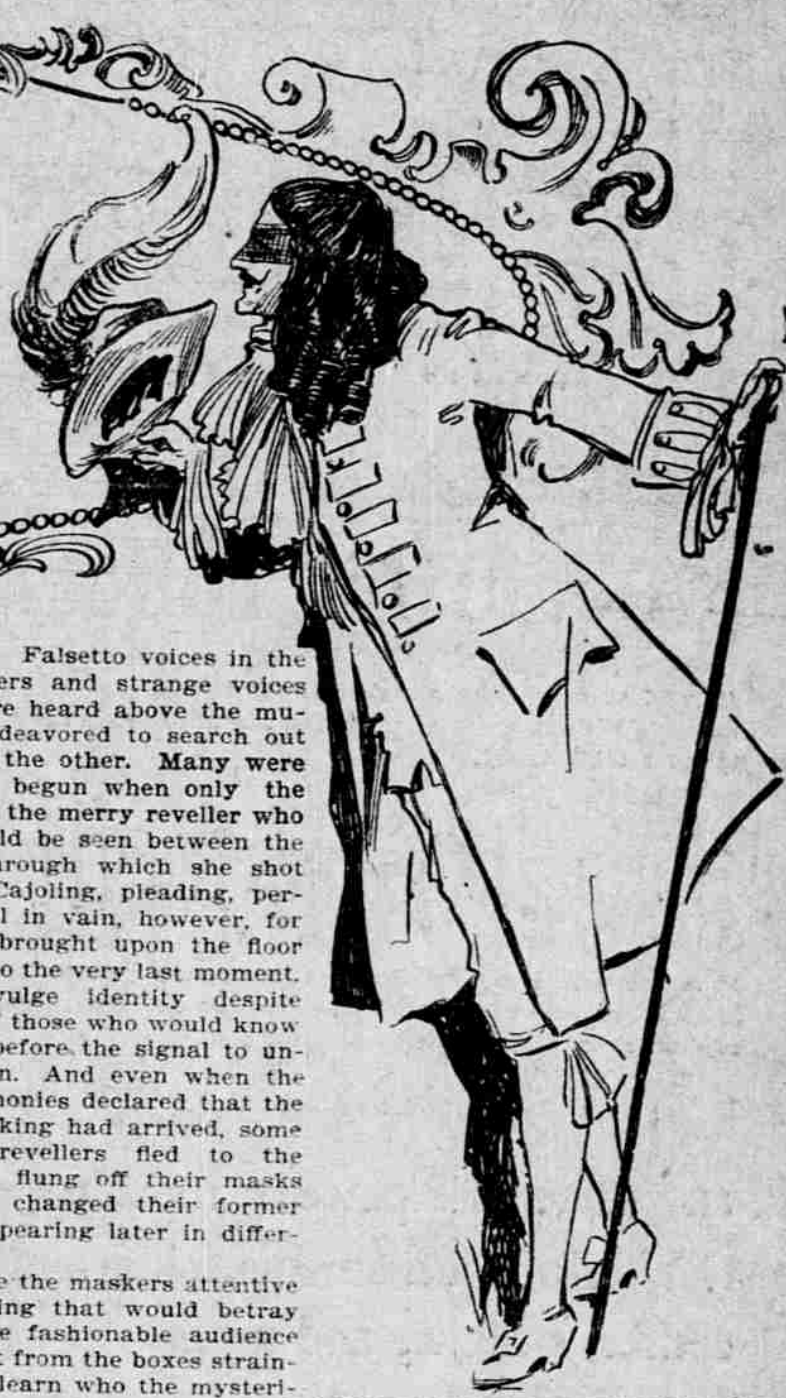 Falsetto voices in the
ers and strange voices
re heard above the mu-
deavored to search out
the other. Many were
begun when only the
the merry reveller who
ld be seen between the
hrough which she shot
Cajoling, pleading, per-
l in vain, however, for
brought upon the floor
o the very last moment.
vulge identity despite
those who would know
before the signal to un-
n. And even when the
nonies declared that the
king had arrived, some
revellers fled to the
flung off their masks
changed their former
pearing later in differ-
e the maskers attentive
ing that would betray
e fashionable audience
t from the boxes strain-
learn who the mysteri-